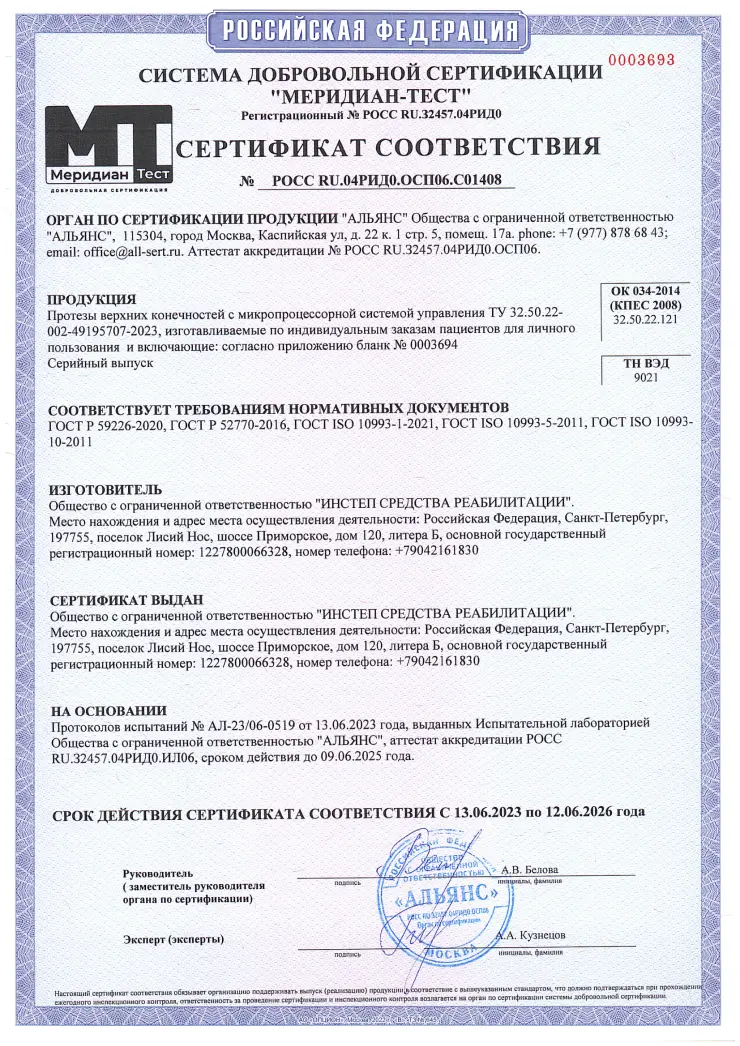 РОССИЙСКАЯ ФЕДЕРАЦИЯ
0003693
СИСТЕМА ДОБРОВОЛЬНОЙ СЕРТИФИКАЦИИ
"МЕРИДИАН-ТЕСТ"
Регистрационный № РОСС RU.З2457.04РИД0
МТ
Меридиан Тест
ДОБРОВОЛЬНАЯ СЕРТИФИКАЦИЯ
СЕРТИФИКАТ СООТВЕТСТВИЯ
№ РОСС RU.04РИД0.ОСП06.С01408
ОРГАН ПО СЕРТИФИКАЦИИ ПРОДУКЦИИ "АЛЬЯНС" Общества с ограниченной ответственностью
"АЛЬЯНС", 115304, город Москва, Каспийская ул, д. 22 к. 1 стр. 5, помещ. 17а. phone: +7 (977) 878 68 43;
email: office@all-sert.ru. Аттестат аккредитации № РОСС RU.З2457.04РИД0.ОСП06.
ПРОДУКЦИЯ
Протезы верхних конечностей с микропроцессорной системой управления ТУ 32.50.22-
002-49195707-2023, изготавливаемые по индивидуальным заказам пациентов для личного
пользования и включающие: согласно приложению бланк № 0003694
Серийный выпуск
ОК 034-2014
(КПЕС 2008)
32.50.22.121
ТН ВЭД
9021
СООТВЕТСТВУЕТ ТРЕБОВАНИЯМ НОРМАТИВНЫХ ДОКУМЕНТОВ
ГОСТ Р 59226-2020, ГОСТ Р 52770-2016, ГОСТ ISO 10993-1-2021, ГОСТ ISO 10993-5-2011, ГОСТ ISO 10993-
10-2011
ИЗГОТОВИТЕЛЬ
Общество с ограниченной ответственностью "ИНСТЕП СРЕДСТВА РЕАБИЛИТАЦИИ".
Место нахождения и адрес места осуществления деятельности: Российская Федерация, Санкт-Петербург,
197755, поселок Лисий Нос, шоссе Приморское, дом 120, литера Б, основной государственный
регистрационный номер: 1227800066328, номер телефона: +79042161830
СЕРТИФИКАТ ВЫДАН
Общество с ограниченной ответственностью "ИНСТЕП СРЕДСТВА РЕАБИЛИТАЦИИ".
Место нахождения и адрес места осуществления деятельности: Российская Федерация, Санкт-Петербург,
197755, поселок Лисий Нос, шоссе Приморское, дом 120, литера Б, основной государственный
регистрационный номер: 1227800066328, номер телефона: +79042161830
НА ОСНОВАНИИ
Протоколов испытаний № АЛ-23/06-0519 от 13.06.2023 года, выданных Испытательной лабораторией
Общества с ограниченной ответственностью "АЛЬЯНС", аттестат аккредитации РОСС
RU.З2457.04РИД0.ИЛ06, сроком действия до 09.06.2025 года.
СРОК ДЕЙСТВИЯ СЕРТИФИКАТА СООТВЕТСТВИЯ С 13.06.2023 по 12.06.2026 года
Руководитель
( заместитель руководителя
органа по сертификации)
подпись
А.В. Белова
инициалы, фамилия
РОССИЙСКАЯ
ОБЩЕСТВО
С ОГРАНИЧЕННОЙ
ОТВЕТСТВЕННОСТЬЮ
«АЛЬЯНС»
РОСС RU.З2457.04РИД0.ОСП06
Орган по сертификации
МОСКВА
Эксперт (эксперты)
подпись
А.А. Кузнецов
инициалы, фамилия
Настоящий сертификат соответствия обязывает организацию поддерживать выпуск (реализацию) продукции в соответствие с вышеуказанным стандартом, что должно подтверждаться при прохождении
ежегодного инспекционного контроля, ответственность за проведение сертификации и инспекционного контроля возлагается на орган по сертификации системы добровольной сертификации.